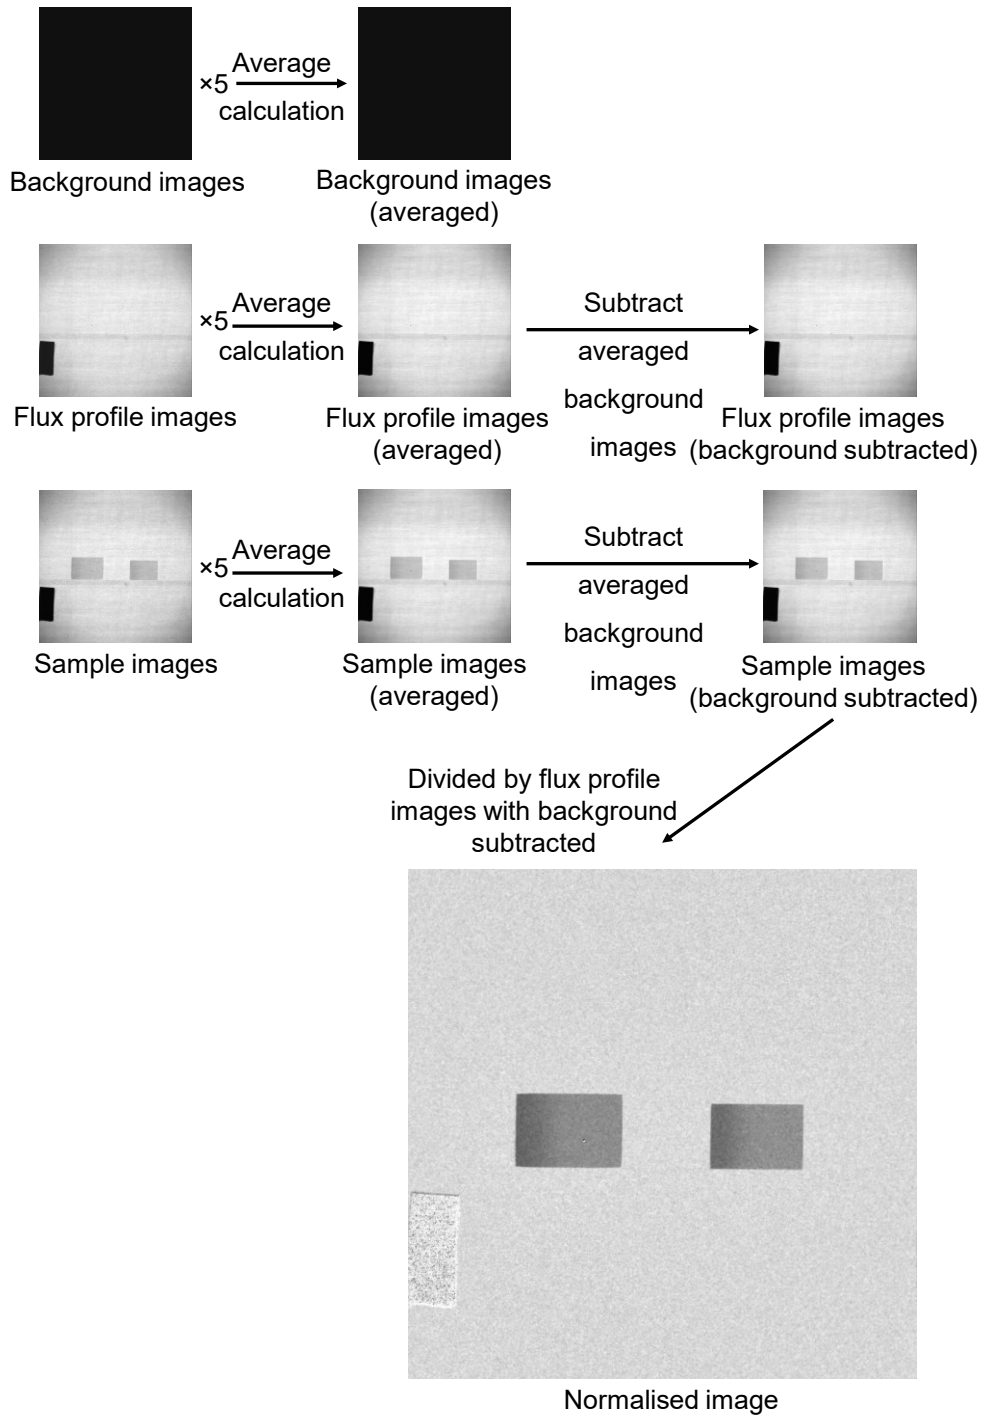 ×5
Average
calculation
Background images
Background images
(averaged)
×5
Average
calculation
Subtract
averaged
background
images
Flux profile images
Flux profile images
(averaged)
Flux profile images
(background subtracted)
×5
Average
calculation
Subtract
averaged
background
images
Sample images
Sample images
(averaged)
Sample images
(background subtracted)
Divided by flux profile
images with background
subtracted
Normalised image